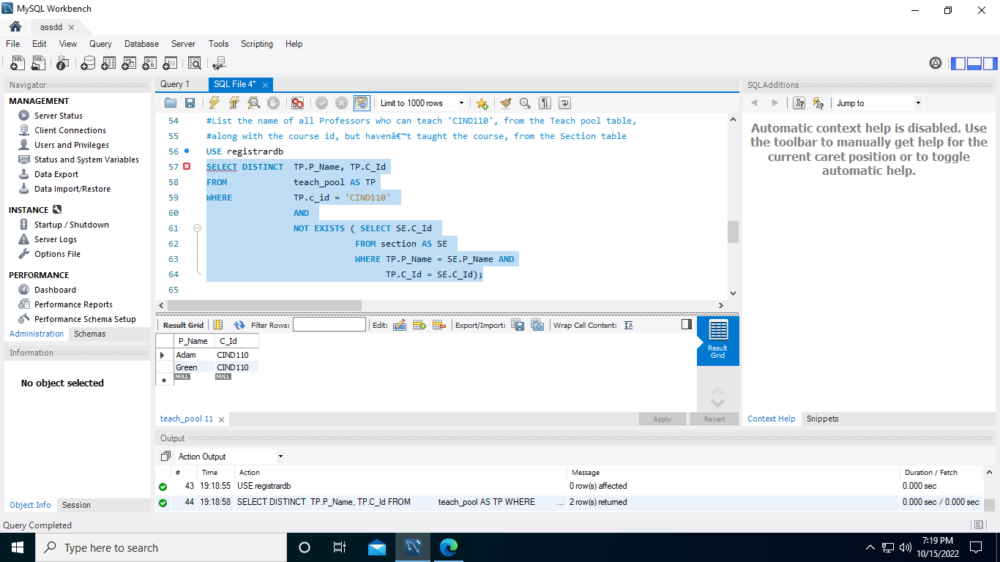 MySQL Workbench
assdd
File Edit View Query Database Server Tools Scripting Help
Navigator
MANAGEMENT
Server Status
Client Connections
Users and Privileges
Status and System Variables
Data Export
Data Import/Restore
INSTANCE
Startup / Shutdown
Server Logs
Options File
PERFORMANCE
Dashboard
Performance Reports
Performance Schema Setup
Administration Schemas
Information
No object selected
Object Info Session
Query 1 SQL File 4*
Limit to 1000 rows
54 #List the name of all Professors who can teach 'CIND110', from the Teach pool table,
55 #along with the course id, but havenâ€™t taught the course, from the Section table
56 USE registrardb
57 SELECT DISTINCT TP.P_Name, TP.C_Id
58 FROM teach_pool AS TP
59 WHERE TP.c_id = 'CIND110'
60 AND
61 NOT EXISTS ( SELECT SE.C_Id
62 FROM section AS SE
63 WHERE TP.P_Name = SE.P_Name AND
64 TP.C_Id = SE.C_Id);
65
Result Grid Filter Rows: Edit: Export/Import: Wrap Cell Content:
P_Name C_Id
Adam CIND110
Green CIND110
NULL NULL
Result
Grid
teach_pool 11 Apply Revert
SQLAdditions
Jump to
Automatic context help is disabled. Use
the toolbar to manually get help for the
current caret position or to toggle
automatic help.
Context Help Snippets
Output
Action Output
# Time Action Message Duration / Fetch
43 19:18:55 USE registrardb 0 row(s) affected 0.000 sec
44 19:18:58 SELECT DISTINCT TP.P_Name, TP.C_Id FROM teach_pool AS TP WHERE ... 2 row(s) returned 0.000 sec / 0.000 sec
Query Completed
Type here to search
7:19 PM
10/15/2022